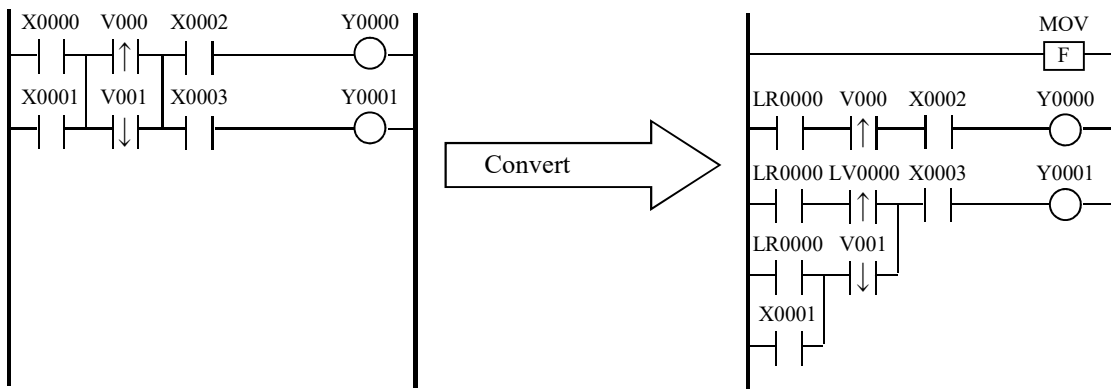 X0000 V000 X0002 Y0000
↑
X0001 V001 X0003 Y0001
↓
Convert
MOV
F
LR0000 V000 X0002 Y0000
↑
LR0000 LV0000 X0003 Y0001
↑
LR0000 V001
↓
X0001